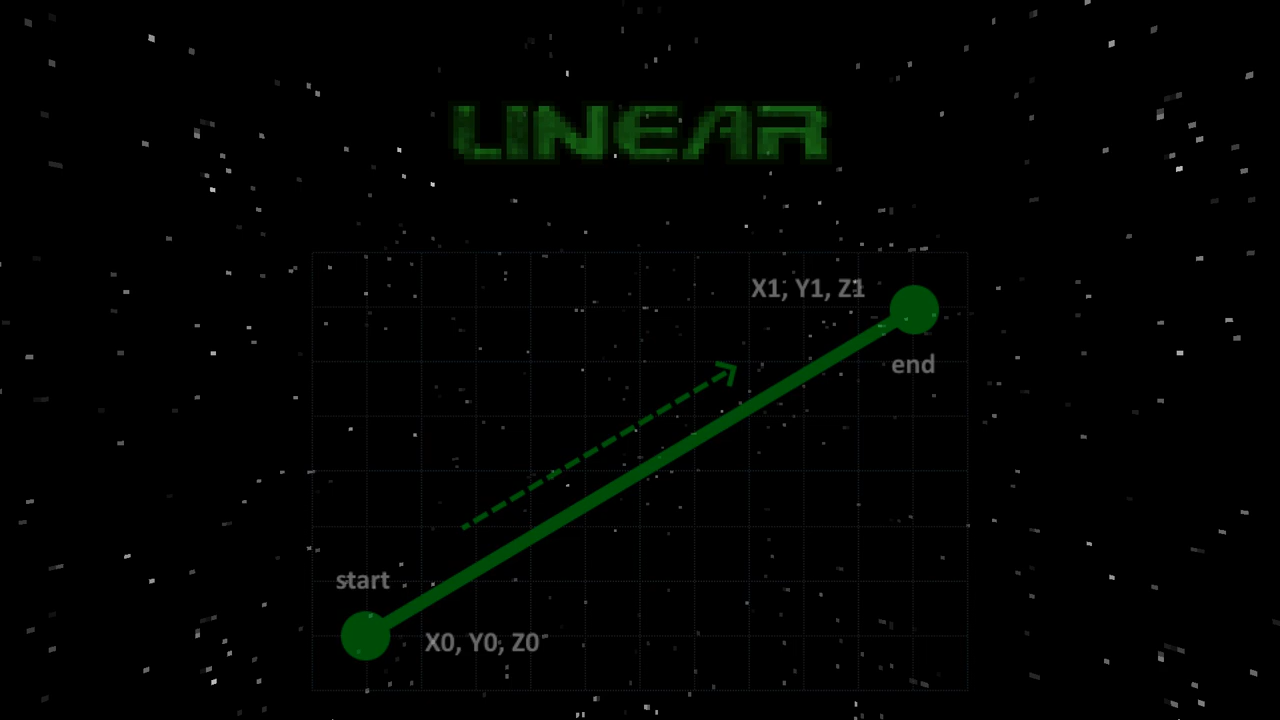 LINEAR
X1, Y1, Z1
end
start
X0, Y0, Z0